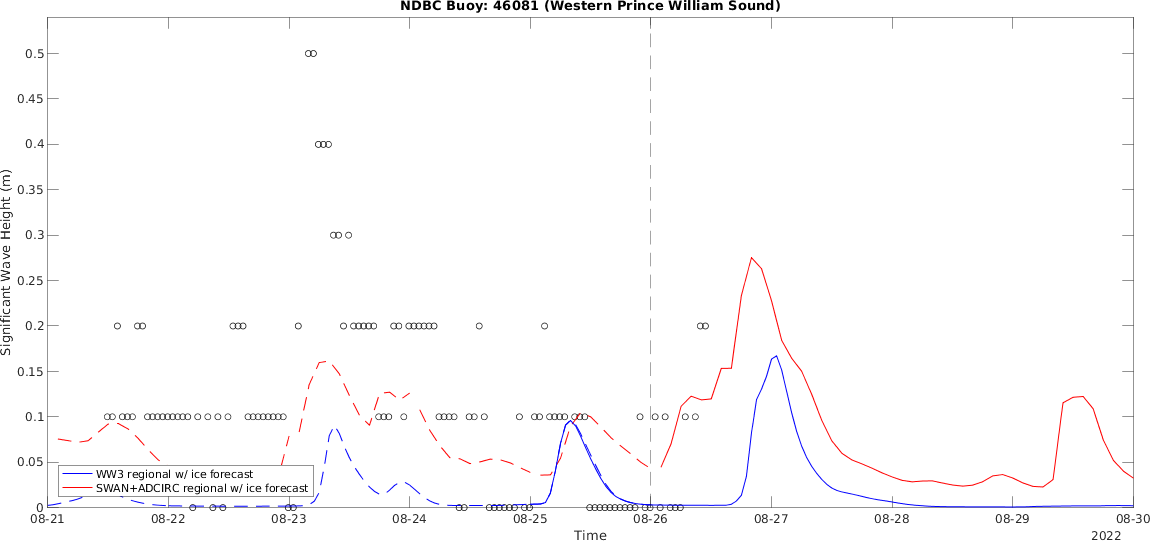 NDBC Buoy: 46081 (Western Prince William Sound)
Significant Wave Height (m)
0.5
0.45
0.4
0.35
0.3
0.25
0.2
0.15
0.1
0.05
0
WW3 regional w/ ice forecast
SWAN+ADCIRC regional w/ ice forecast
08-21 08-22 08-23 08-24 08-25 08-26 08-27 08-28 08-29 08-30
Time
2022